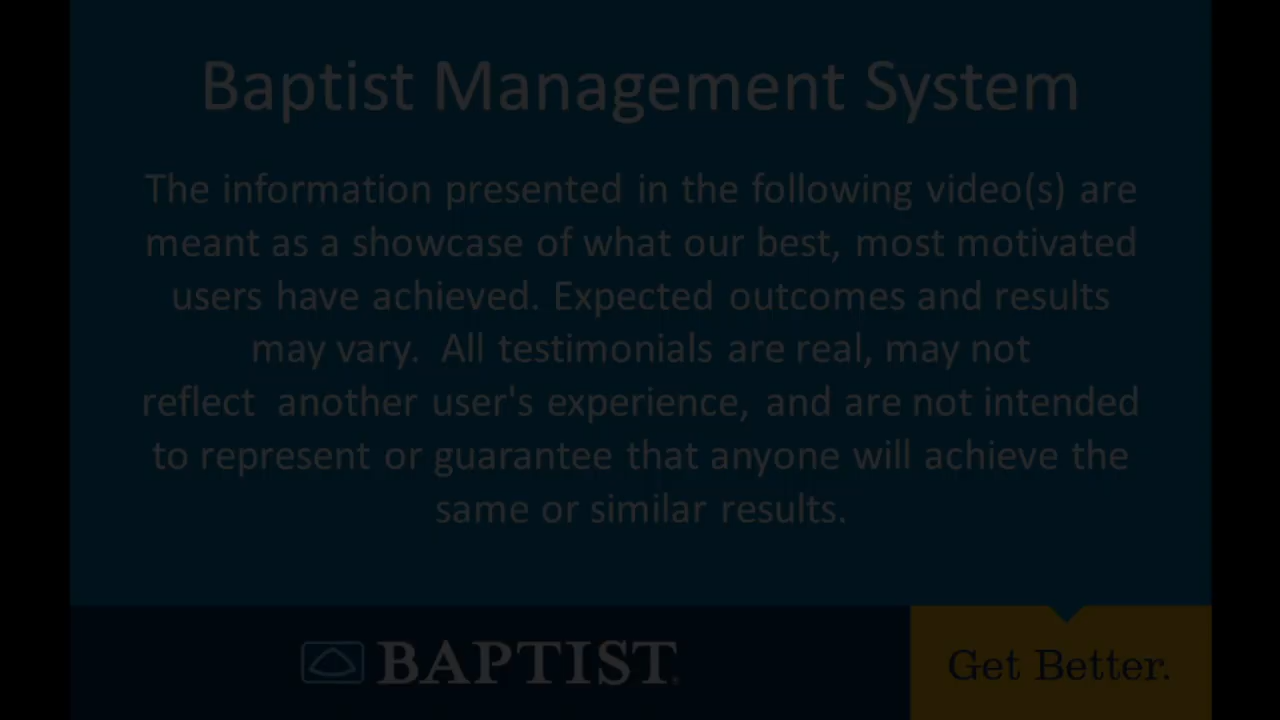 Baptist Management System
The information presented in the following video(s) are
meant as a showcase of what our best, most motivated
users have achieved. Expected outcomes and results
may vary.  All testimonials are real, may not
reflect  another user's experience, and are not intended
to represent or guarantee that anyone will achieve the
same or similar results.
BAPTIST
Get Better.